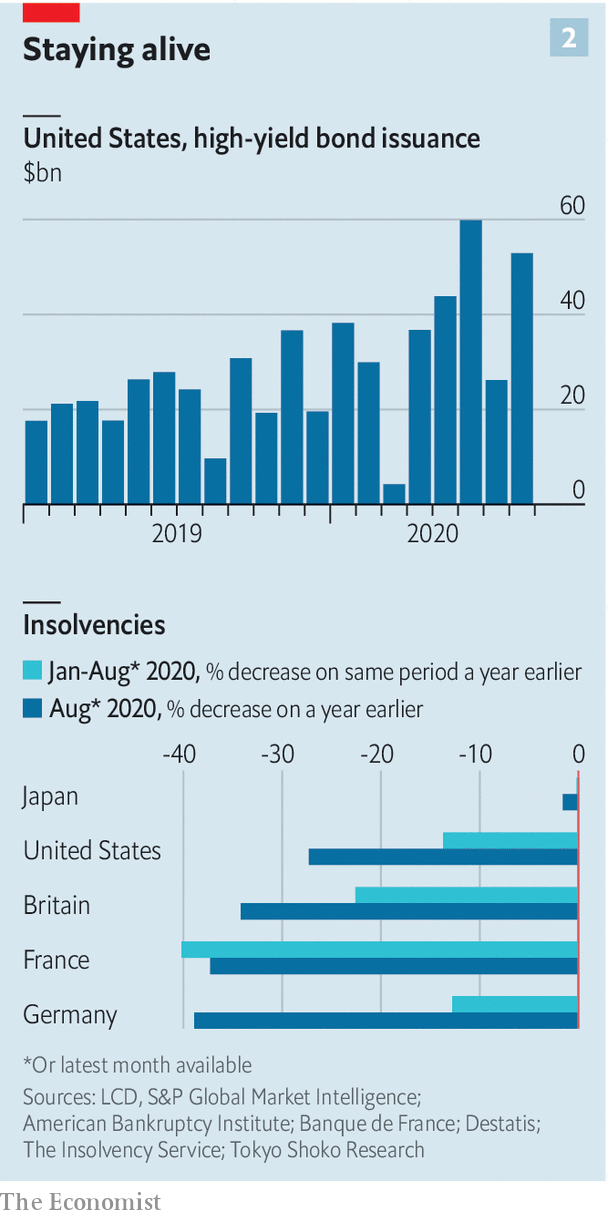 Staying alive
2
United States, high-yield bond issuance
$bn
60
40
20
0
2019 2020
Insolvencies
Jan-Aug* 2020, % decrease on same period a year earlier
Aug* 2020, % decrease on a year earlier
-40 -30 -20 -10 0
Japan
United States
Britain
France
Germany
*Or latest month available
Sources: LCD, S&P Global Market Intelligence;
American Bankruptcy Institute; Banque de France; Destatis;
The Insolvency Service; Tokyo Shoko Research
The Economist